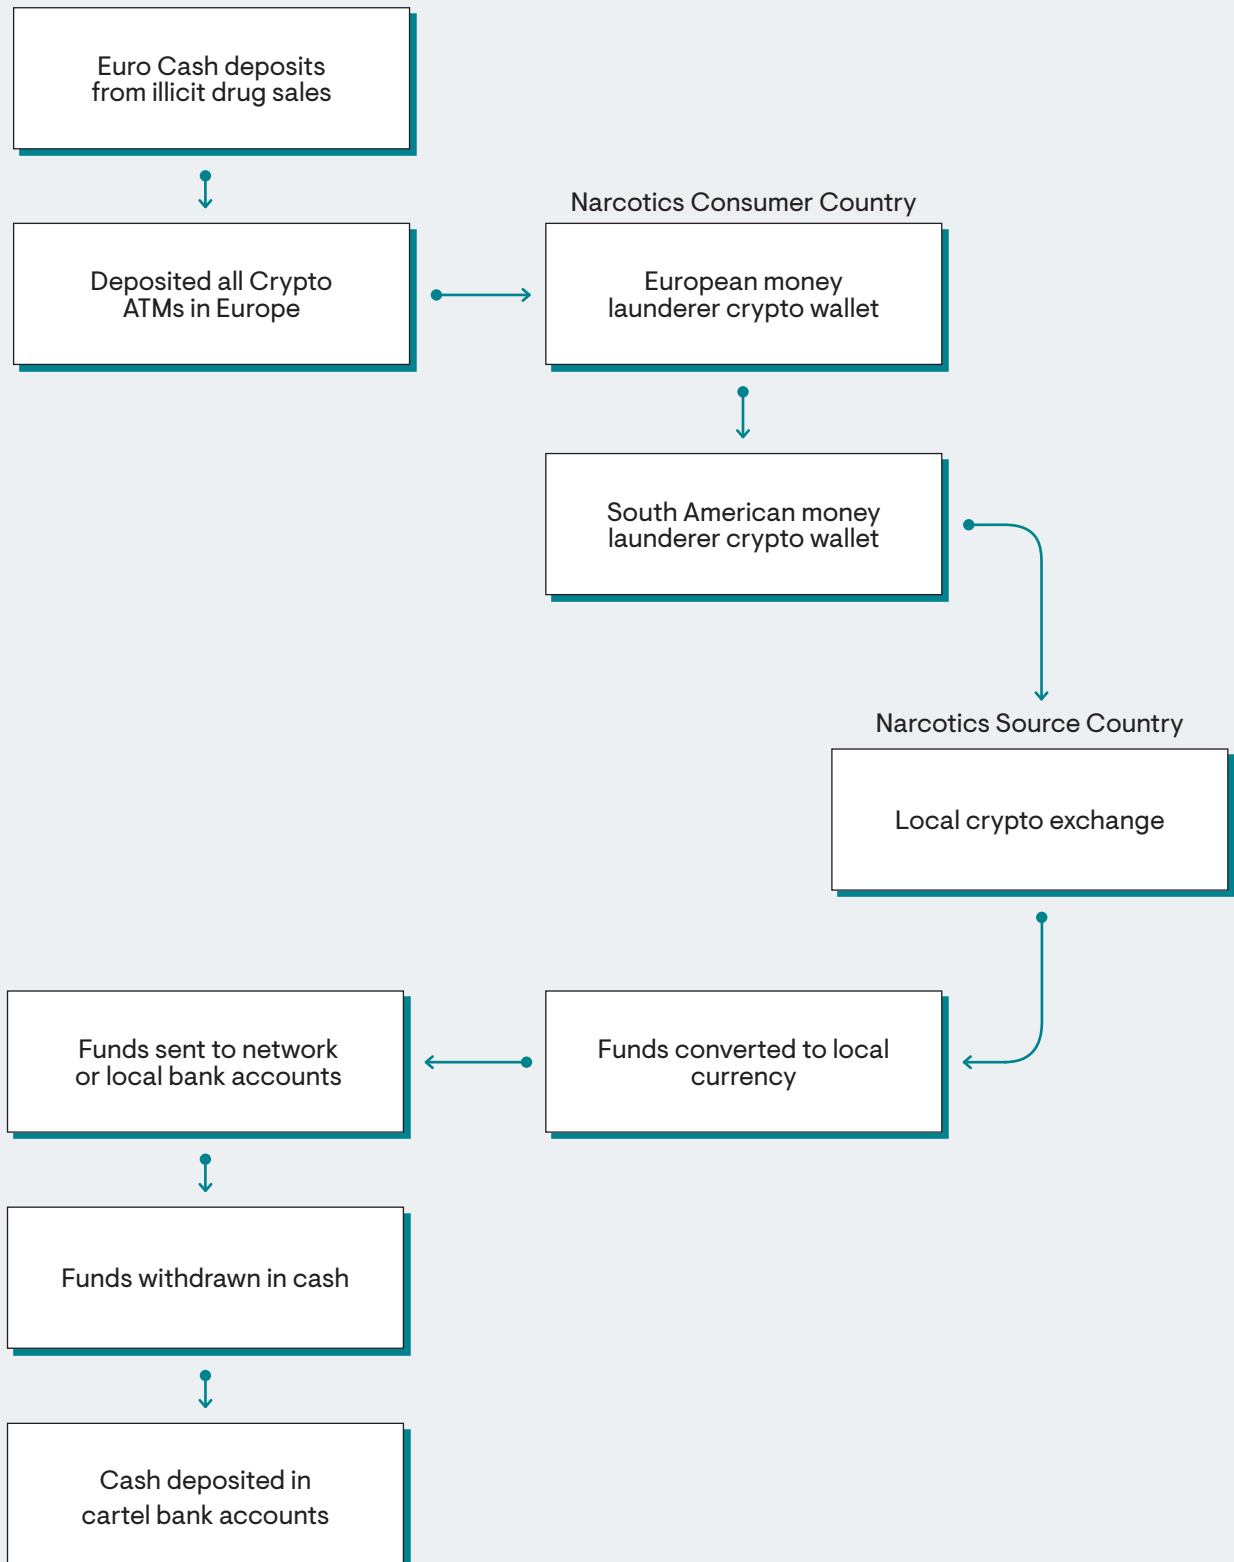 Euro Cash deposits
from illicit drug sales
Deposited all Crypto
ATMs in Europe
Narcotics Consumer Country
European money
launderer crypto wallet
South American money
launderer crypto wallet
Narcotics Source Country
Local crypto exchange
Funds converted to local
currency
Funds sent to network
or local bank accounts
Funds withdrawn in cash
Cash deposited in
cartel bank accounts